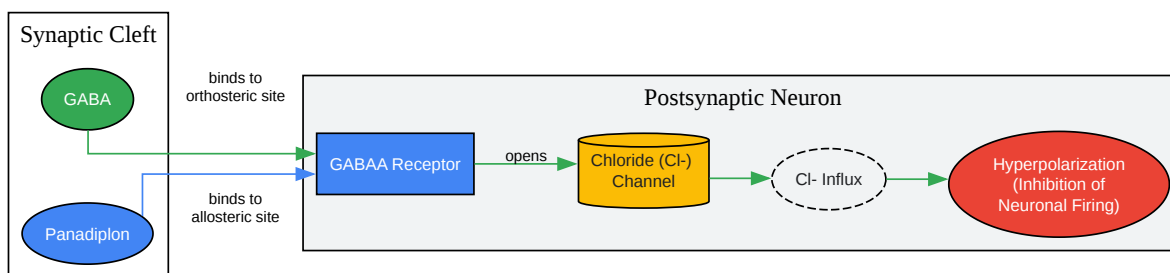 Synaptic Cleft
GABA
Panadiplon
binds to
orthosteric site
binds to
allosteric site
Postsynaptic Neuron
GABAA Receptor
opens
Chloride (Cl-)
Channel
Cl- Influx
Hyperpolarization
(Inhibition of
Neuronal Firing)